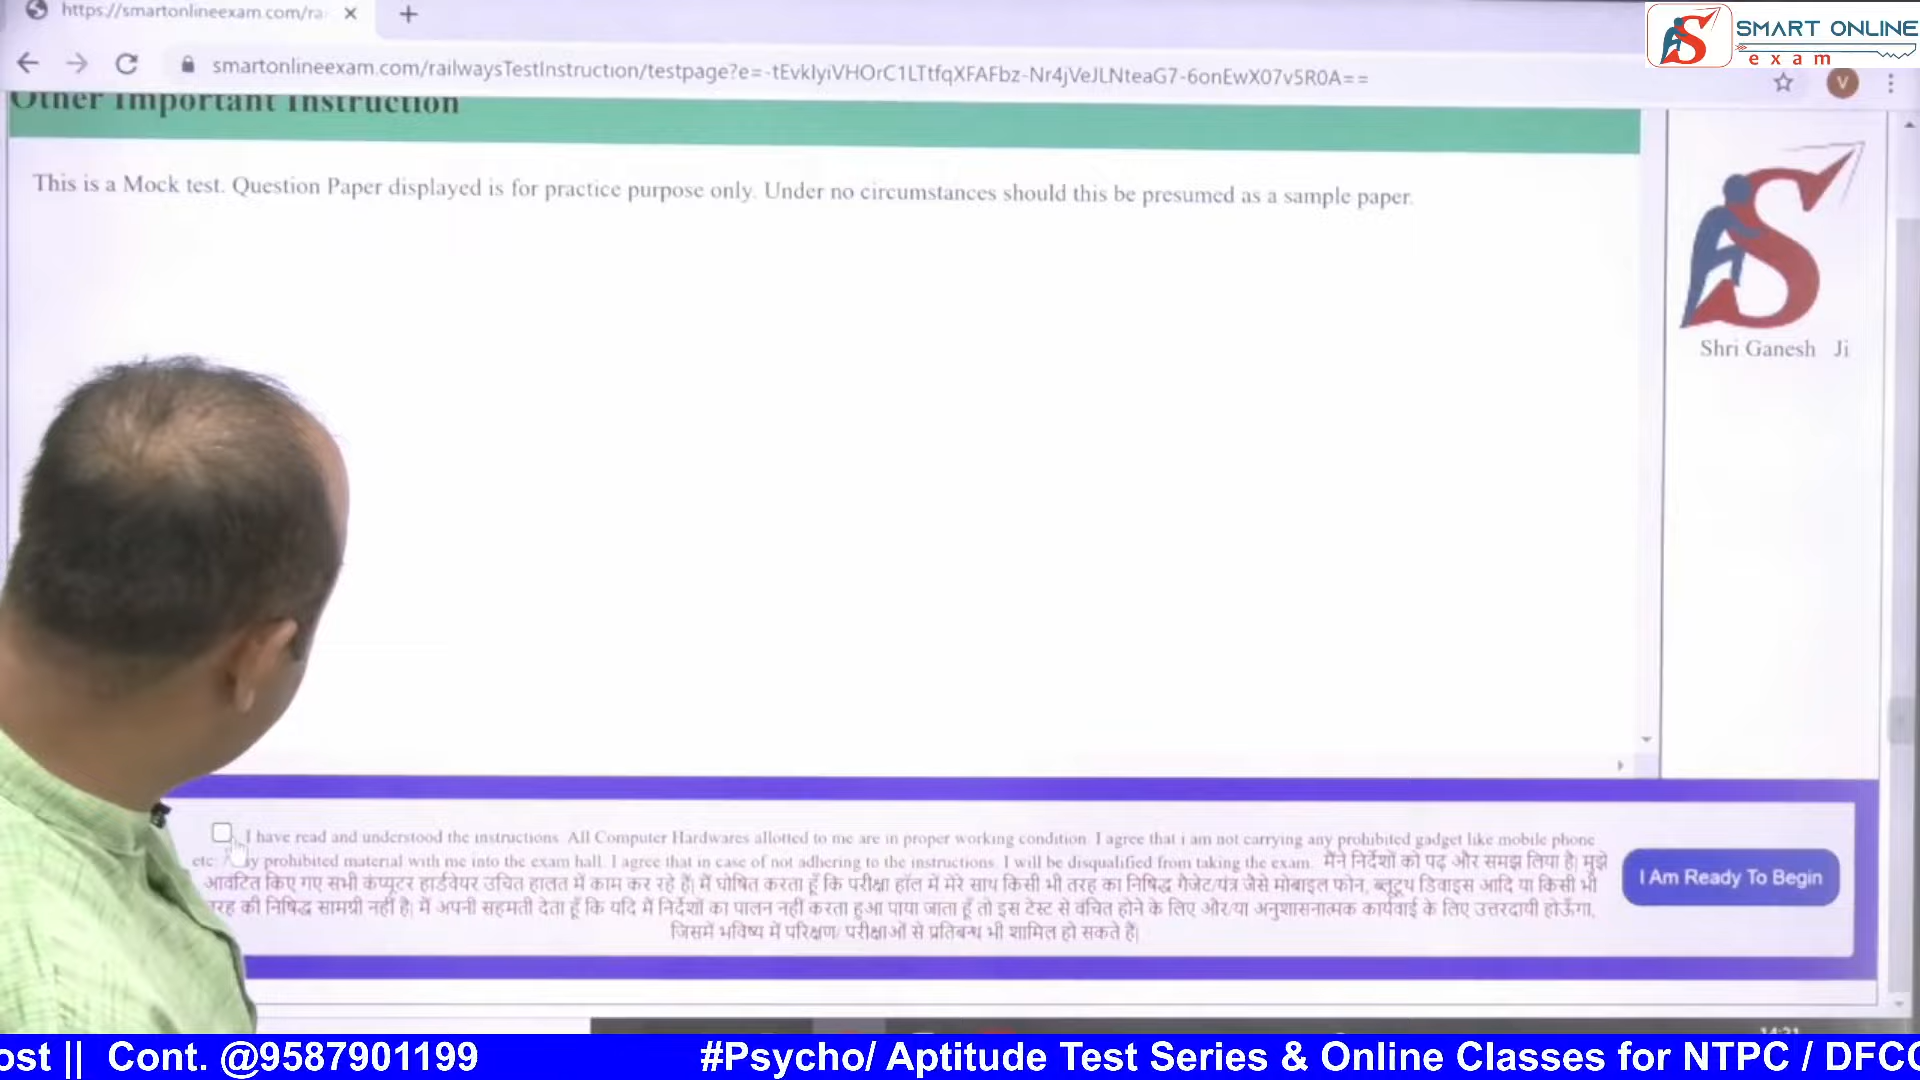 https://smartonlineexam.com/ra
SMART ONLINE
exam
smartonlineexam.com/railwaysTestInstruction/testpage?e=-tEvkIyiVHOrC1LTtfqXFAFbz-Nr4jVeJLNteaG7-6onEwX07v5R0A==
V
Other Important Instruction
This is a Mock test. Question Paper displayed is for practice purpose only. Under no circumstances should this be presumed as a sample paper.
Shri Ganesh Ji
I have read and understood the instructions. All Computer Hardwares allotted to me are in proper working condition. I agree that i am not carrying any prohibited gadget like mobile phone
etc. prohibited material with me into the exam hall. I agree that in case of not adhering to the instructions. I will be disqualified from taking the exam. मैंने निर्देशों को पढ़ और समझ लिया है| मुझे
आवंटित किए गए सभी कंप्यूटर हार्डवेयर उचित हालत में काम कर रहे हैं| में घोषित करता हूँ कि परीक्षा हॉल में मेरे साथ किसी भी तरह का निषिद्ध गैजेट/यंत्र जैसे मोबाइल फोन, ब्लूटूथ डिवाइस आदि या किसी भी
की निषिद्ध सामग्री नहीं है| में अपनी सहमती देता हूँ कि यदि में निर्देशों का पालन नहीं करता हुआ पाया जाता हूँ तो इस टेस्ट से वंचित होने के लिए और/या अनुशासनात्मक कार्यवाई के लिए उत्तरदायी होऊँगा,
जिसमें भविष्य में परिक्षण/ परीक्षाओं से प्रतिबन्ध भी शामिल हो सकते हैं|
I Am Ready To Begin
ost || Cont. @9587901199 #Psycho/ Aptitude Test Series & Online Classes for NTPC / DFCC